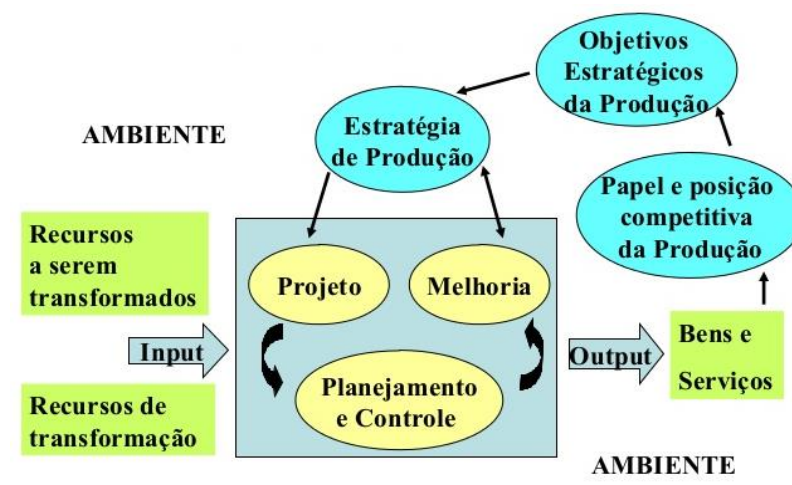 Objetivos
Estratégicos
da Produção
Estratégia
de Produção
AMBIENTE
Papel e posição
competitiva
da Produção
Recursos
a serem
transformados
Projeto
Melhoria
Input
Output
Bens e
Serviços
Planejamento
e Controle
Recursos de
transformação
AMBIENTE